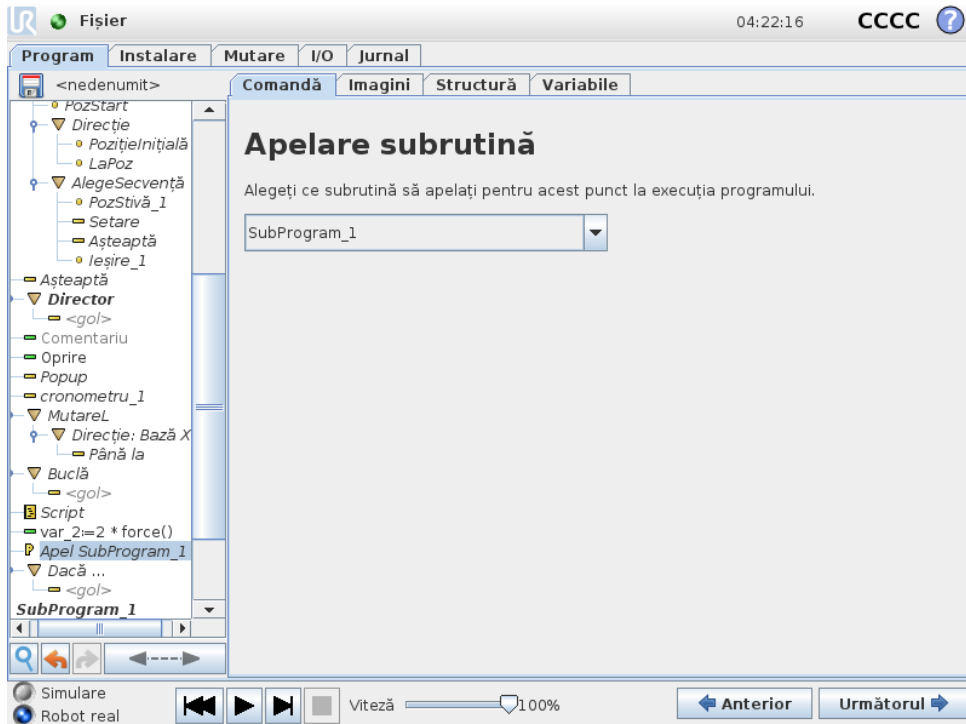 UR Fișier 04:22:16 CCCC ?
Program Instalare Mutare I/O Jurnal
<nedenumit>
Comandă Imagini Structură Variabile
PozStart
Direcție
PozițieInițială
LaPoz
AlegeSecvență
PozStivă_1
Setare
Așteaptă
Ieșire_1
Așteaptă
Director
<gol>
Comentariu
Oprire
Popup
cronometru_1
MutareL
Direcție: Bază X
Până la
Buclă
<gol>
Script
var_2:=2 * force()
P Apel SubProgram_1
Dacă ...
<gol>
SubProgram_1
Apelare subrutină
Alegeți ce subrutină să apelați pentru acest punct la execuția programului.
SubProgram_1
Simulare
Robot real
Viteză 100%
Anterior Următorul